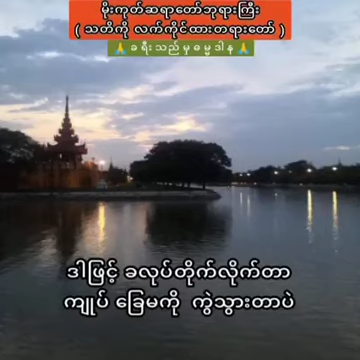 မိုးကုတ်ဆရာတော်ဘုရားကြီး
( သတိကို လက်ကိုင်ထားတရားတော် )
🙏 ခရီးသည်မှဓမ္မဒါန 🙏
ဒါဖြင့် ခလုပ်တိုက်လိုက်တာ
ကျုပ် ခြေမကို ကွဲသွားတာပဲ